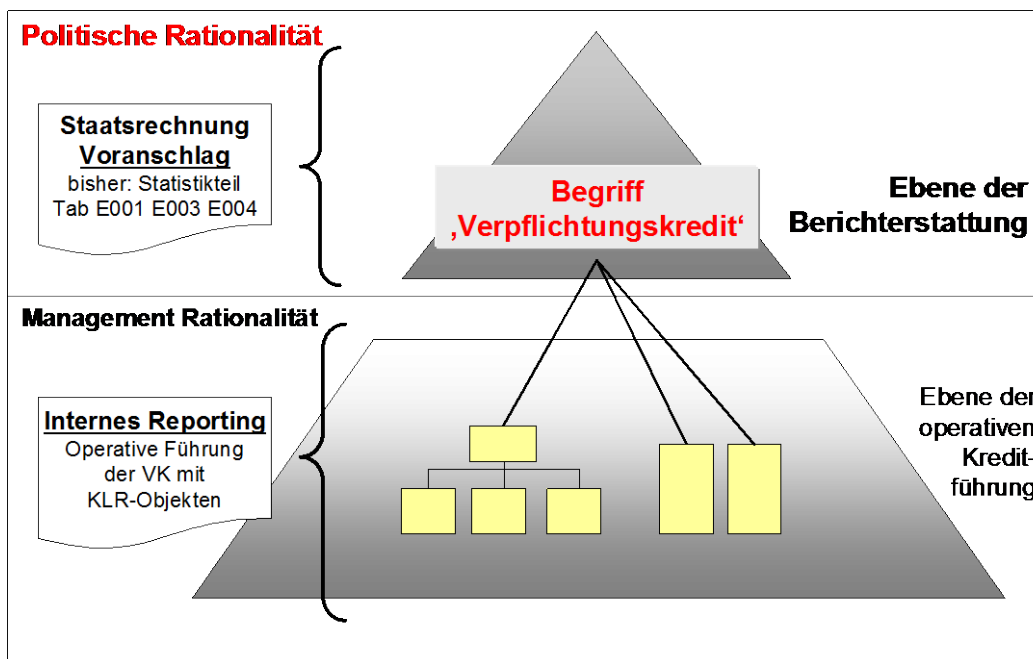 Politische Rationalität
Staatsrechnung
Voranschlag
bisher: Statistikteil
Tab E001 E003 E004
Begriff
‚Verpflichtungskredit‘
Ebene der
Berichterstattung
Management Rationalität
Internes Reporting
Operative Führung
der VK mit
KLR-Objekten
Ebene der
operativen
Kredit-
führung